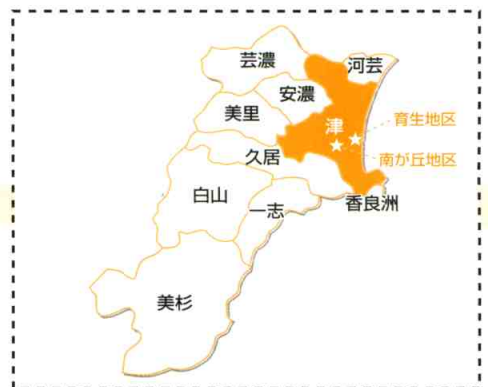 芸濃
河芸
安濃
美里
津
育生地区
久居
南が丘地区
白山
一志
香良洲
美杉